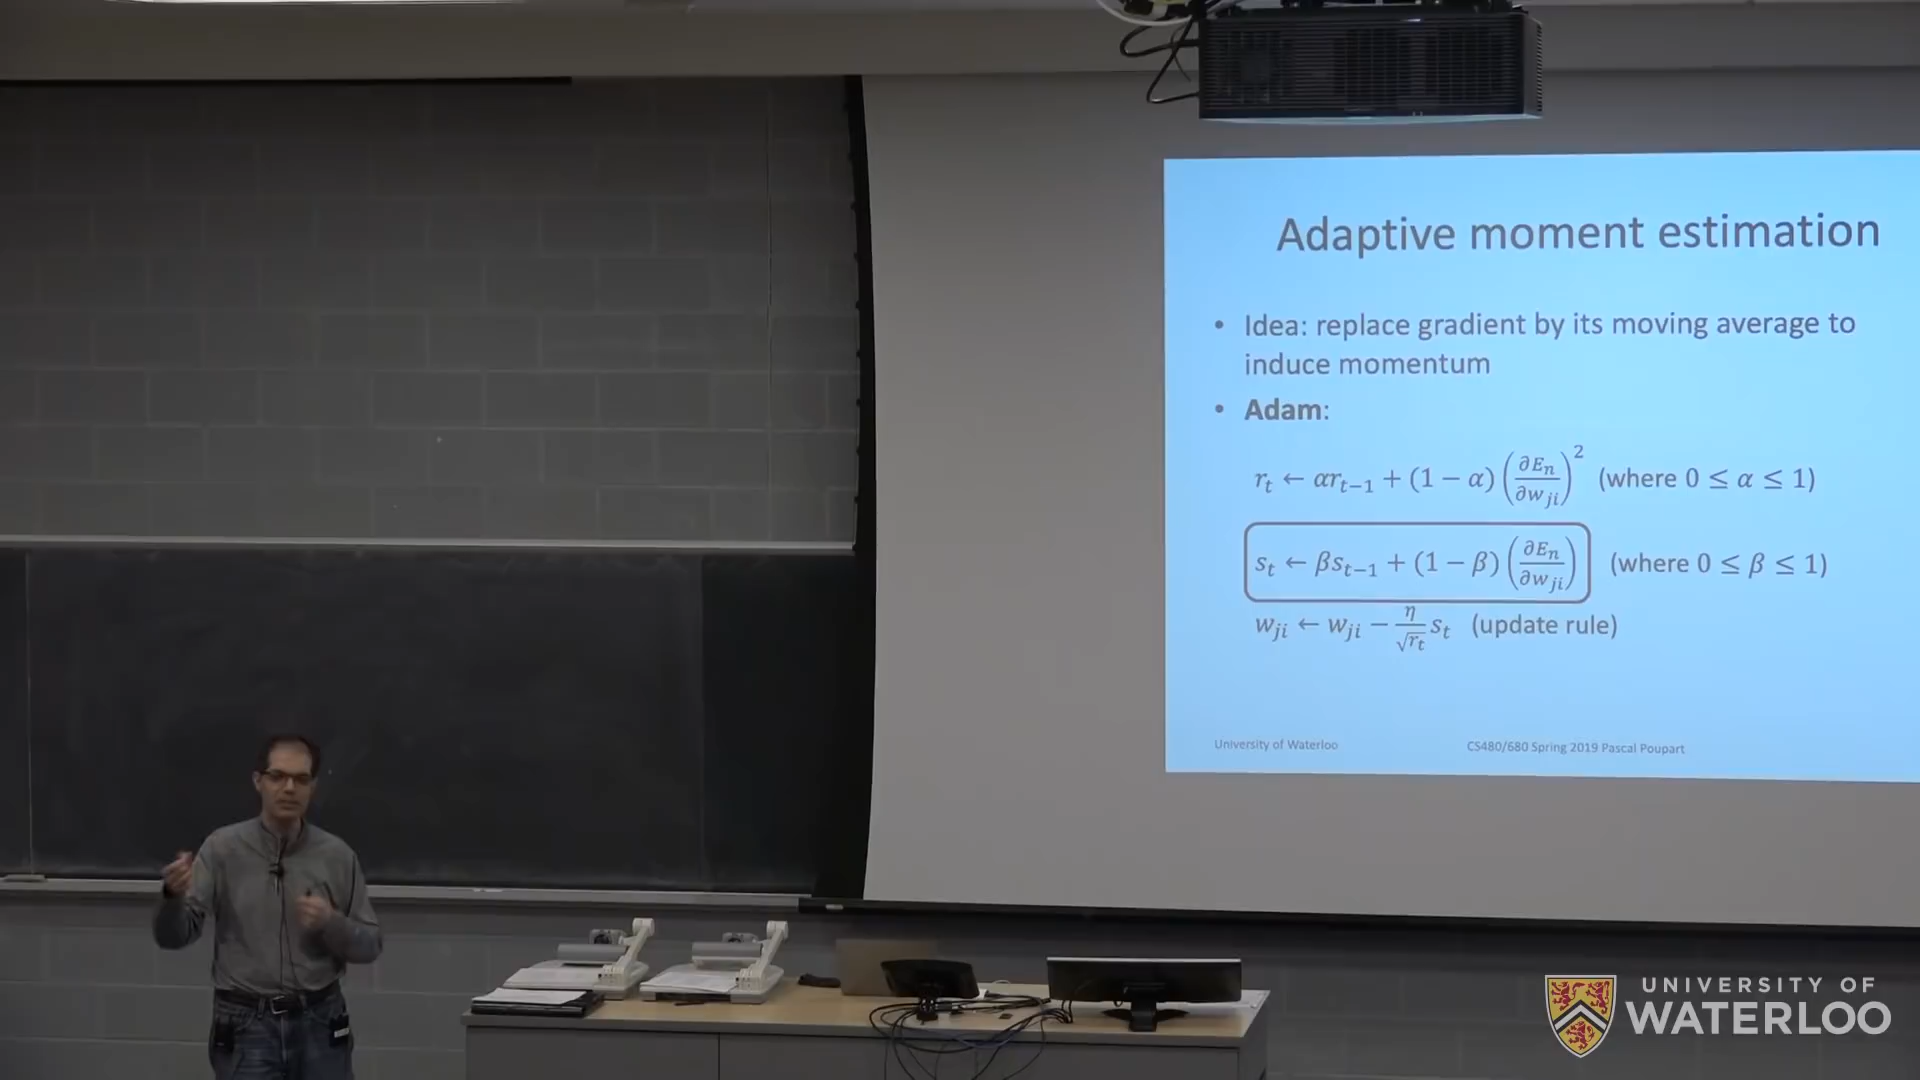 Adaptive moment estimation
• Idea: replace gradient by its moving average to
induce momentum
• Adam:
r_t ← αr_{t−1} + (1 − α) (∂E_n/∂w_{ji})² (where 0 ≤ α ≤ 1)
s_t ← βs_{t−1} + (1 − β) (∂E_n/∂w_{ji}) (where 0 ≤ β ≤ 1)
w_{ji} ← w_{ji} − η/√r_t s_t (update rule)
University of Waterloo
CS480/680 Spring 2019 Pascal Poupart
UNIVERSITY OF
WATERLOO